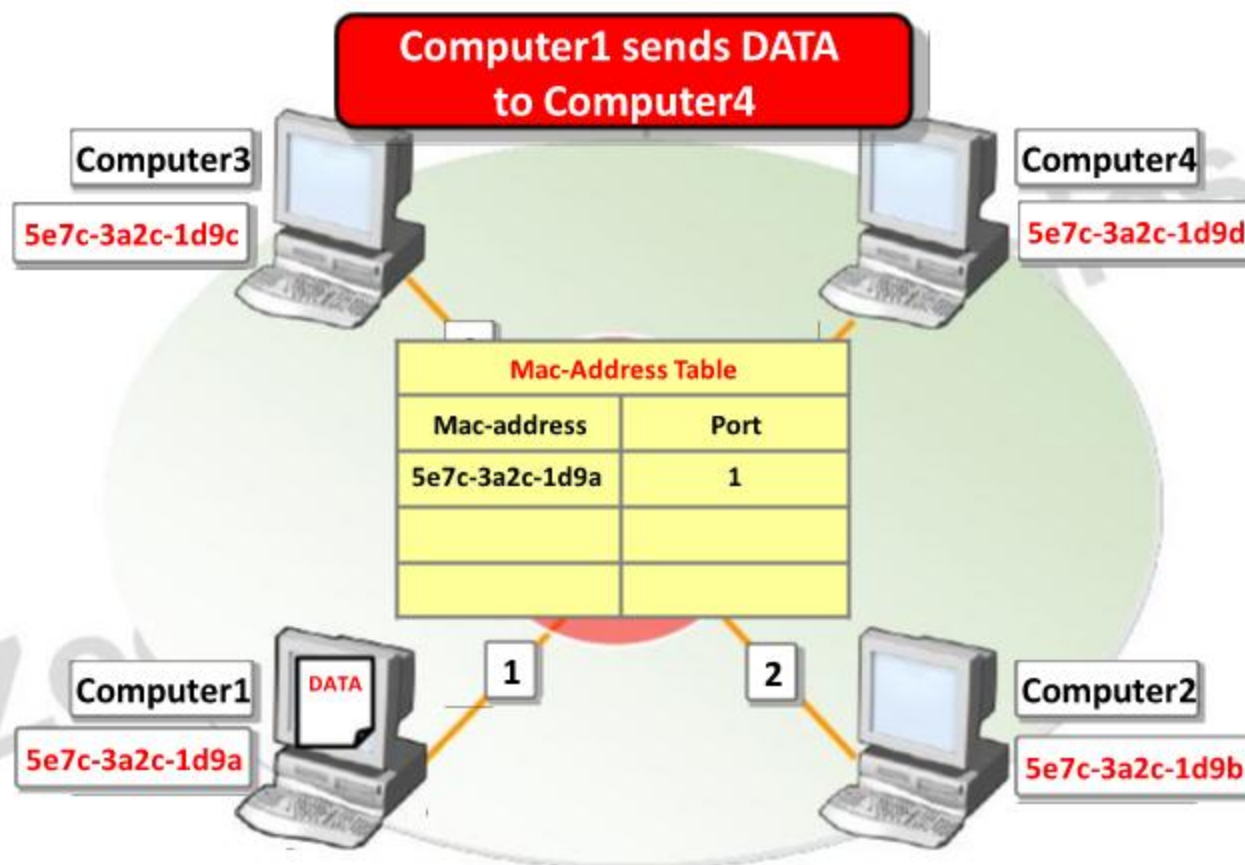 Computer1 sends DATA
to Computer4
Computer3
5e7c-3a2c-1d9c
Computer4
5e7c-3a2c-1d9d
Mac-Address Table
Mac-address Port
5e7c-3a2c-1d9a 1
Computer1
5e7c-3a2c-1d9a
DATA
1
2
Computer2
5e7c-3a2c-1d9b